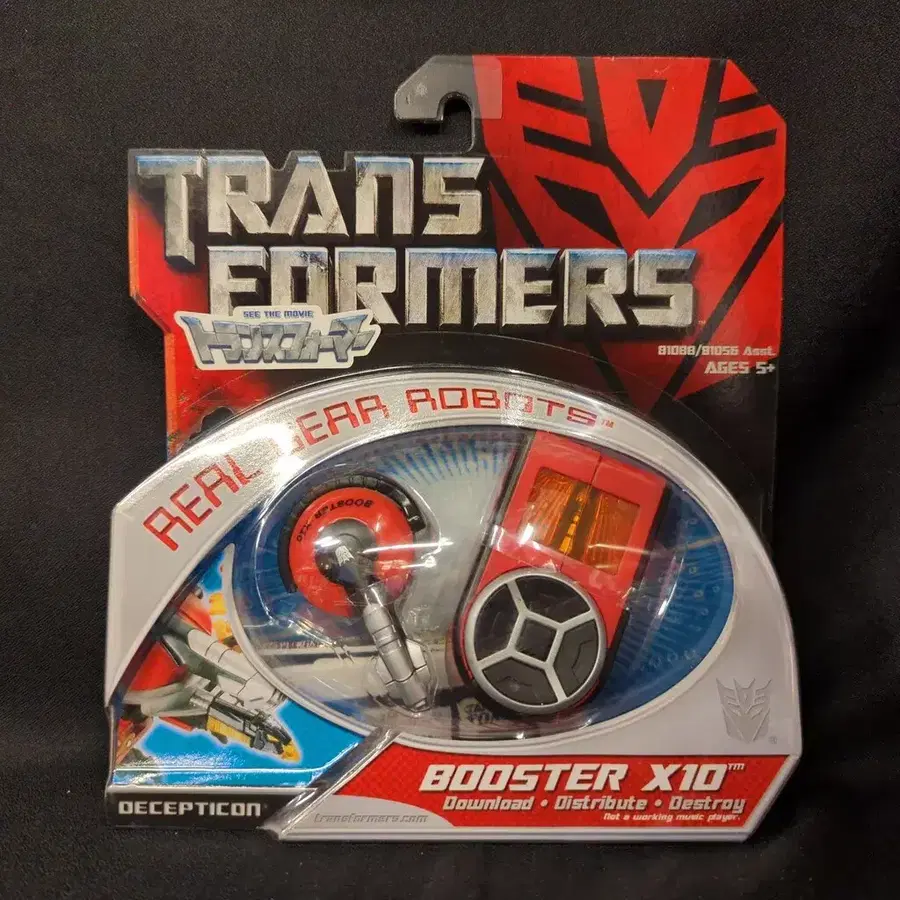 TRANS
FORMERS
SEE THE MOVIE
トランスフォーマー
81088/81056 Asst.
AGES 5+
REAL GEAR ROBOTS™
BOOSTER X10
BOOSTER X10™
Download • Distribute • Destroy
Not a working music player.
DECEPTICON®
transformers.com